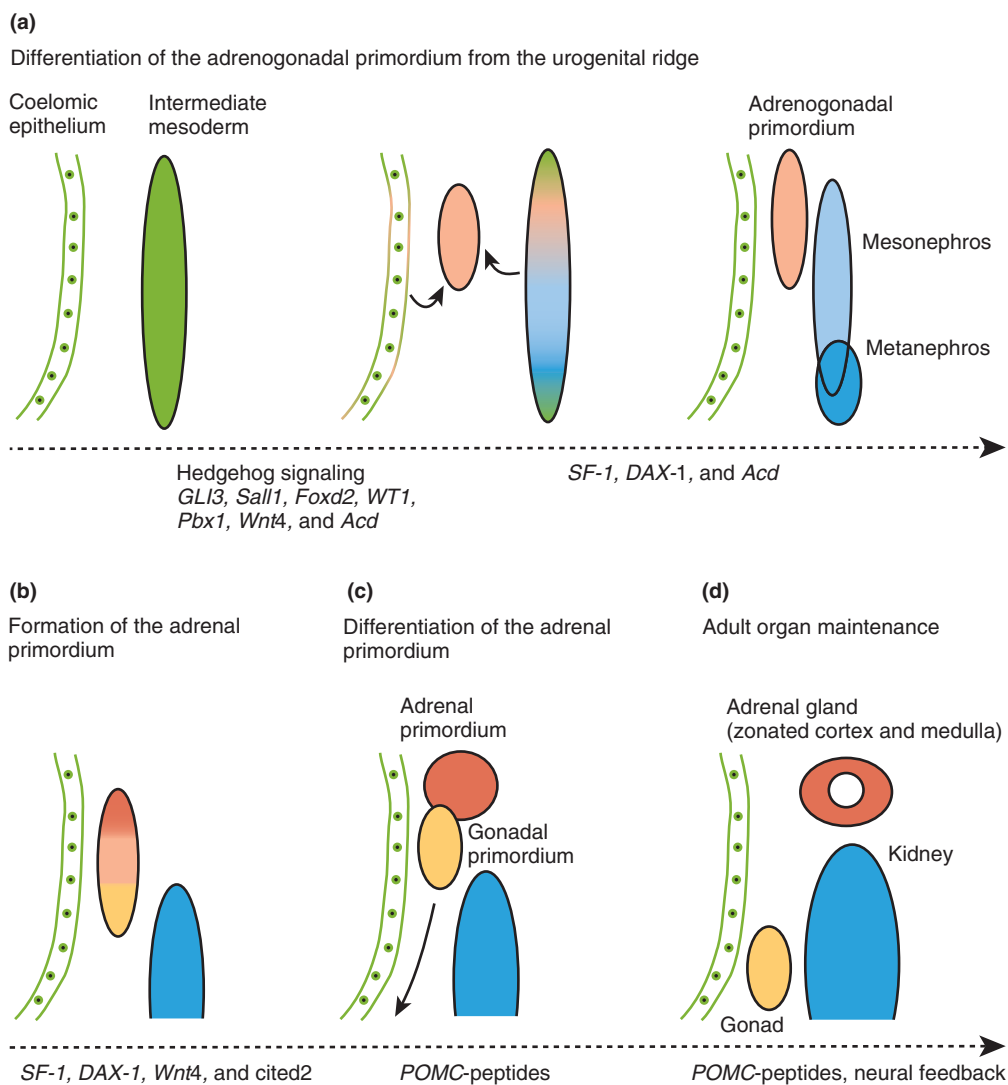 (a)
Differentiation of the adrenogonadal primordium from the urogenital ridge
Coelomic
epithelium
Intermediate
mesoderm
Adrenogonadal
primordium
Mesonephros
Metanephros
Hedgehog signaling
GLI3, Sall1, Foxd2, WT1,
Pbx1, Wnt4, and Acd
SF-1, DAX-1, and Acd
(b)
Formation of the adrenal
primordium
(c)
Differentiation of the adrenal
primordium
(d)
Adult organ maintenance
Adrenal
primordium
Gonadal
primordium
Adrenal gland
(zonated cortex and medulla)
Kidney
Gonad
SF-1, DAX-1, Wnt4, and cited2
POMC-peptides
POMC-peptides, neural feedback